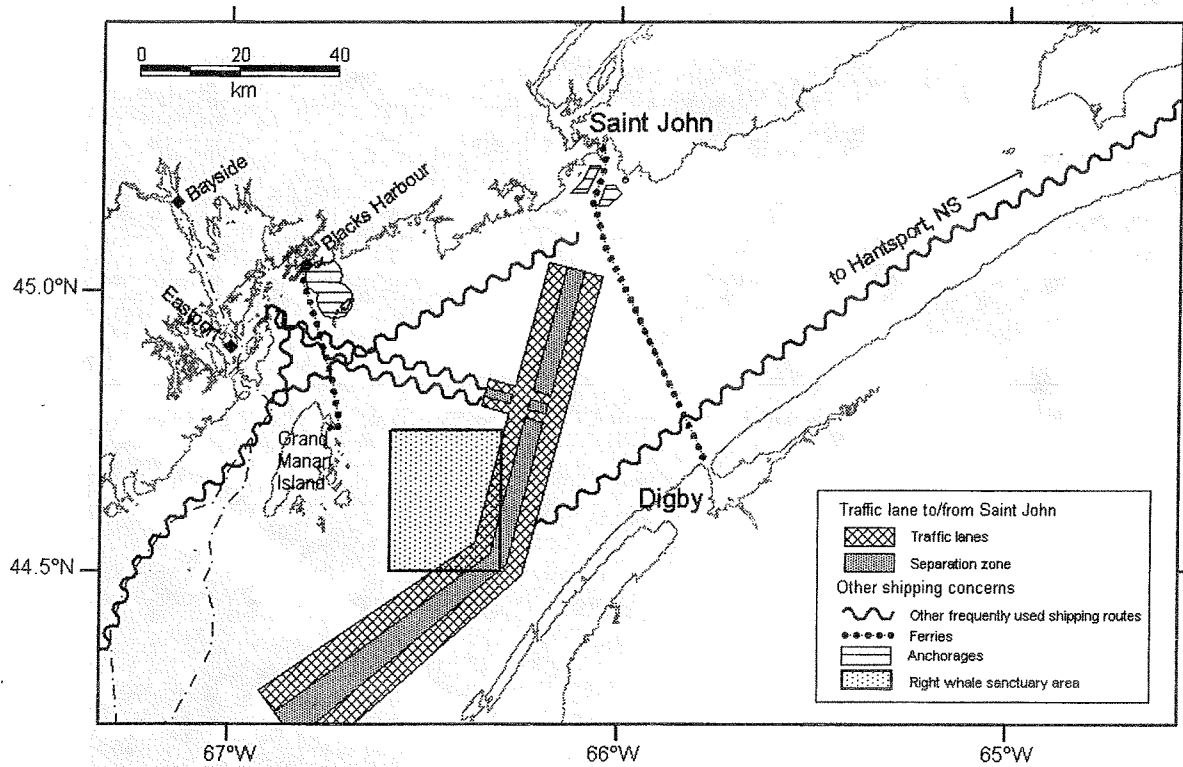 0 20 40
km
Saint John
Bayside
Blacks Harbour
Eastport
45.0°N
to Hantsport, NS
Grand
Manan
Island
Digby
44.5°N
Traffic lane to/from Saint John
Traffic lanes
Separation zone
Other shipping concerns
Other frequently used shipping routes
Ferries
Anchorages
Right whale sanctuary area
67°W 66°W 65°W